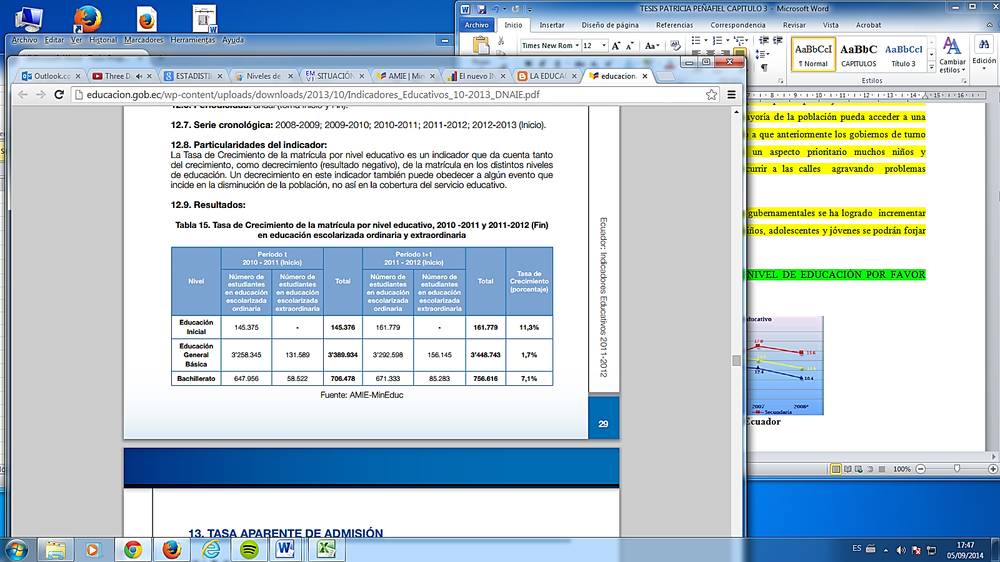 TESIS PATRICIA PEÑAFIEL CAPITULO 3 - Microsoft Word
Archivo Inicio Insertar Diseño de página Referencias Correspondencia Revisar Vista Acrobat
Times New Rom 12
AaBbCcI AaBbC AaBbCcI
¶ Normal CAPITULOS Título 3
Cambiar estilos
Edición
Estilos
Archivo Editar Ver Historial Marcadores Herramientas Ayuda
Outlook.co Three D ESTADISTI Niveles de SITUACIÓN AMIE | Min El nuevo IN LA EDUCA educacion.
educacion.gob.ec/wp-content/uploads/downloads/2013/10/Indicadores_Educativos_10-2013_DNAIE.pdf
12.7. Serie cronológica: 2008-2009; 2009-2010; 2010-2011; 2011-2012; 2012-2013 (Inicio).
12.8. Particularidades del indicador:
La Tasa de Crecimiento de la matrícula por nivel educativo es un indicador que da cuenta tanto
del crecimiento, como decrecimiento (resultado negativo), de la matrícula en los distintos niveles
de educación. Un decrecimiento en este indicador también puede obedecer a algún evento que
incide en la disminución de la población, no así en la cobertura del servicio educativo.
12.9. Resultados:
Tabla 15. Tasa de Crecimiento de la matrícula por nivel educativo, 2010 -2011 y 2011-2012 (Fin)
en educación escolarizada ordinaria y extraordinaria
Nivel
Período t
2010 - 2011 (Inicio)
Número de
estudiantes
en educación
escolarizada
ordinaria
Número de
estudiantes
en educación
escolarizada
extraordinaria
Total
Período t+1
2011 - 2012 (Inicio)
Número de
estudiantes
en educación
escolarizada
ordinaria
Número de
estudiantes
en educación
escolarizada
extraordinaria
Total
Tasa de
Crecimiento
(porcentaje)
Educación Inicial 145.375 - 145.376 161.779 - 161.779 11,3%
Educación General Básica 3'258.345 131.589 3'389.934 3'292.598 156.145 3'448.743 1,7%
Bachillerato 647.956 58.522 706.478 671.333 85.283 756.616 7,1%
Fuente: AMIE-MinEduc
Ecuador: Indicadores Educativos 2011-2012
29
13. TASA APARENTE DE ADMISIÓN
7 8 9 10 11 12 13 14 15 16
ayoría de la población pueda acceder a una
a que anteriormente los gobiernos de turno
un aspecto prioritario muchos niños y
currir a las calles agravando problemas
gubernamentales se ha logrado incrementar
iños, adolescentes y jóvenes se podrán forjar
NIVEL DE EDUCACIÓN POR FAVOR
ducativo
17.0 15.6
14.0 12.4
12.4 10.4
2007 2008*
Secundaria
Ecuador
100%
ES
17:47
05/09/2014